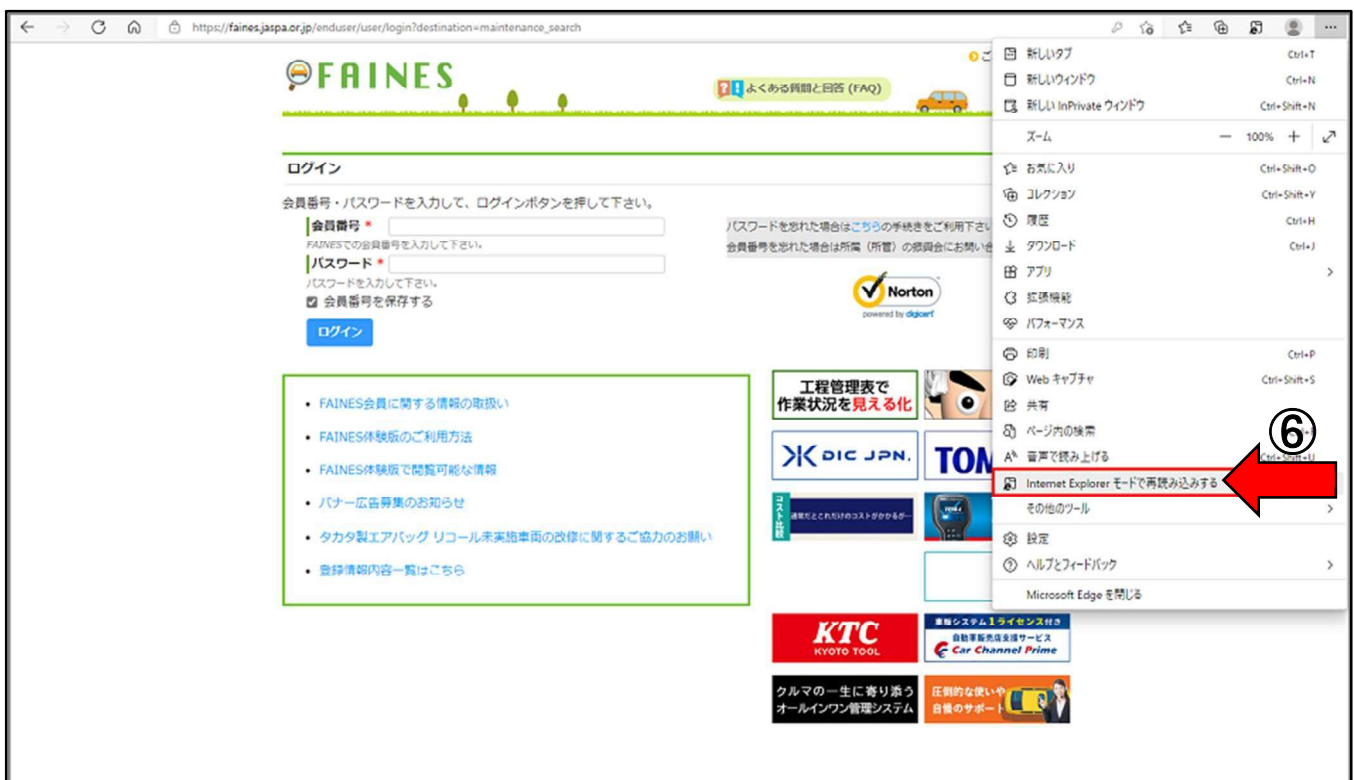 https://faines.jaspa.or.jp/enduser/user/login?destination=maintenance_search
FAINES
よくある質問と回答 (FAQ)
ご
ログイン
会員番号・パスワードを入力して、ログインボタンを押して下さい。
会員番号 *
FAINESでの会員番号を入力して下さい。
パスワード *
パスワードを入力して下さい。
会員番号を保存する
ログイン
パスワードを忘れた場合はこちらの手続きをご利用下さい
会員番号を忘れた場合は所属（所管）の振興会にお問い合
Norton
powered by digicert
FAINES会員に関する情報の取扱い
FAINES体験版のご利用方法
FAINES体験版で閲覧可能な情報
バナー広告募集のお知らせ
タカタ製エアバッグ リコール未実施車両の改修に関するご協力のお願い
登録情報内容一覧はこちら
工程管理表で
作業状況を見える化
DIC JPN.
TON
コスト比較
通常だとこれだけのコストがかかるが…
KTC
KYOTO TOOL
車販システム1ライセンス付き
自動車販売店支援サービス
Car Channel Prime
クルマの一生に寄り添う
オールインワン管理システム
圧倒的な使いや
自慢のサポート
新しいタブ Ctrl+T
新しいウィンドウ Ctrl+N
新しい InPrivate ウィンドウ Ctrl+Shift+N
ズーム — 100% +
お気に入り Ctrl+Shift+O
コレクション Ctrl+Shift+Y
履歴 Ctrl+H
ダウンロード Ctrl+J
アプリ
拡張機能
パフォーマンス
印刷 Ctrl+P
Web キャプチャ Ctrl+Shift+S
共有
ページ内の検索
音声で読み上げる Ctrl+Shift+U
⑥
Internet Explorer モードで再読み込みする
その他のツール
設定
ヘルプとフィードバック
Microsoft Edge を閉じる